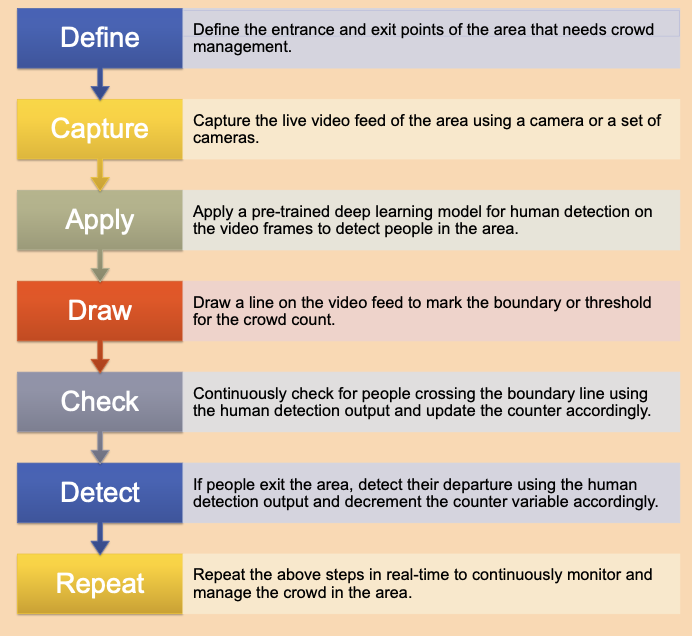 Define
Define the entrance and exit points of the area that needs crowd
management.
Capture
Capture the live video feed of the area using a camera or a set of
cameras.
Apply
Apply a pre-trained deep learning model for human detection on
the video frames to detect people in the area.
Draw
Draw a line on the video feed to mark the boundary or threshold
for the crowd count.
Check
Continuously check for people crossing the boundary line using
the human detection output and update the counter accordingly.
Detect
If people exit the area, detect their departure using the human
detection output and decrement the counter variable accordingly.
Repeat
Repeat the above steps in real-time to continuously monitor and
manage the crowd in the area.